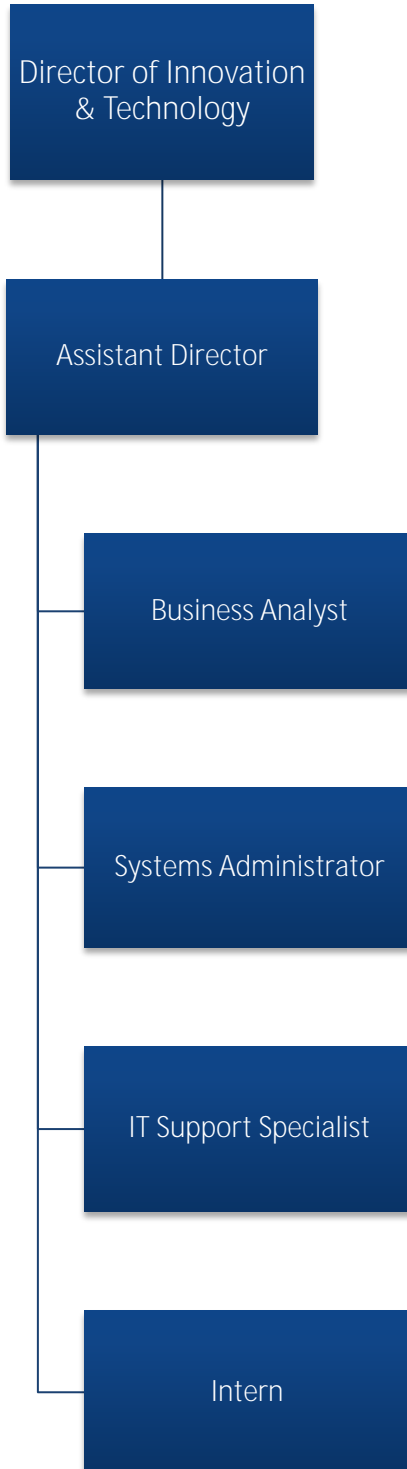 Director of Innovation
& Technology
Assistant Director
Business Analyst
Systems Administrator
IT Support Specialist
Intern